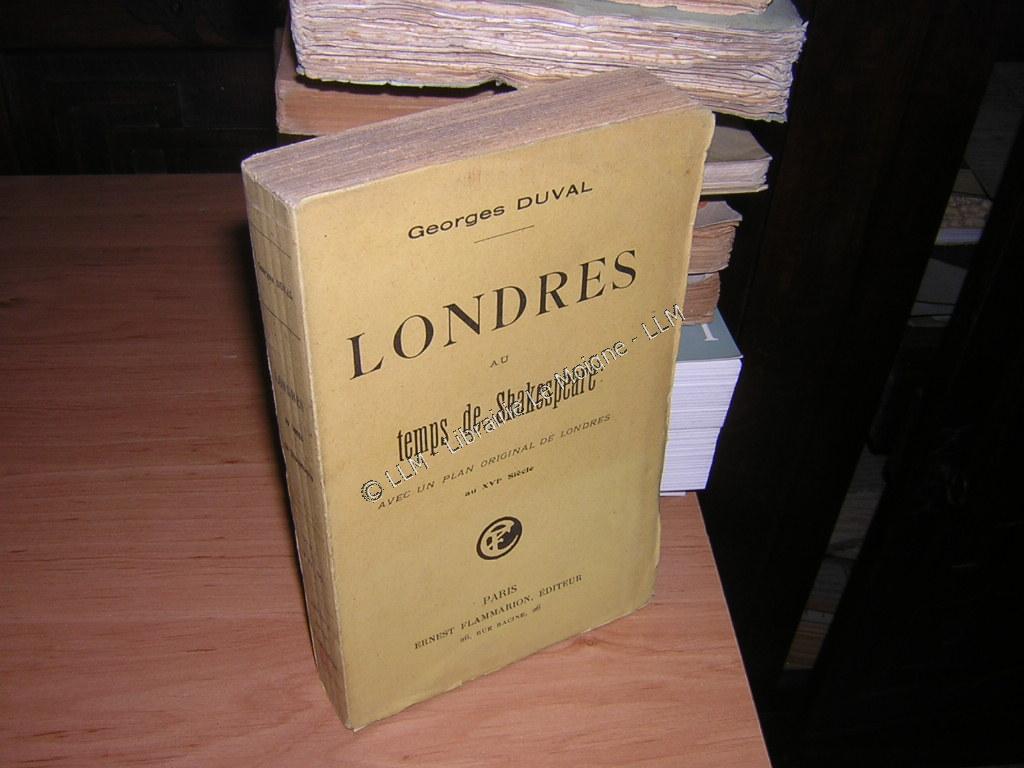 Georges DUVAL
LONDRES
AU
temps de Shakespeare
AVEC UN PLAN ORIGINAL DE LONDRES
au XVIe Siècle
PARIS
ERNEST FLAMMARION, ÉDITEUR
26, RUE RACINE, 26
© LLM - Librairie Le Moigne - LLM
I